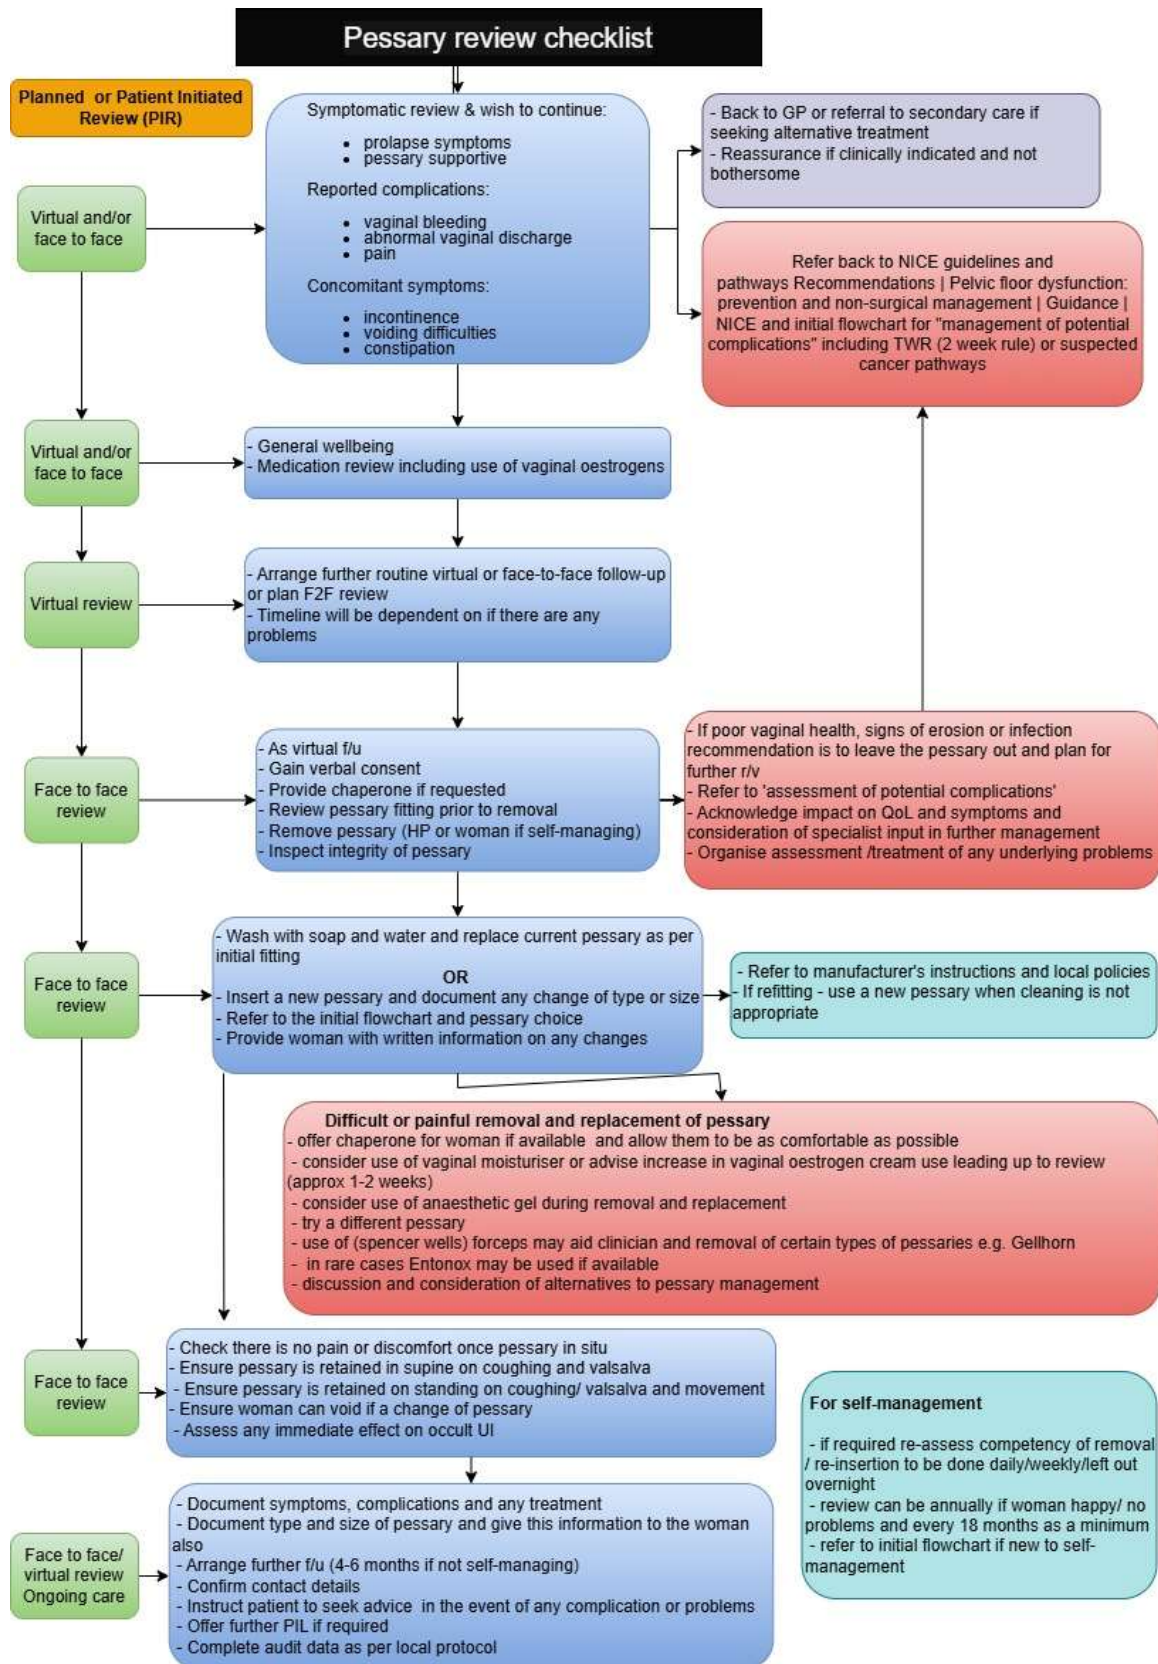 Pessary review checklist
Planned or Patient Initiated
Review (PIR)
Symptomatic review & wish to continue:
• prolapse symptoms
• pessary supportive
Reported complications:
• vaginal bleeding
• abnormal vaginal discharge
• pain
Concomitant symptoms:
• incontinence
• voiding difficulties
• constipation
- Back to GP or referral to secondary care if
seeking alternative treatment
- Reassurance if clinically indicated and not
bothersome
Virtual and/or
face to face
Refer back to NICE guidelines and
pathways Recommendations | Pelvic floor dysfunction:
prevention and non-surgical management | Guidance |
NICE and initial flowchart for "management of potential
complications" including TWR (2 week rule) or suspected
cancer pathways
Virtual and/or
face to face
- General wellbeing
- Medication review including use of vaginal oestrogens
Virtual review
- Arrange further routine virtual or face-to-face follow-up
or plan F2F review
- Timeline will be dependent on if there are any
problems
Face to face
review
- As virtual f/u
- Gain verbal consent
- Provide chaperone if requested
- Review pessary fitting prior to removal
- Remove pessary (HP or woman if self-managing)
- Inspect integrity of pessary
- If poor vaginal health, signs of erosion or infection
recommendation is to leave the pessary out and plan for
further r/v
- Refer to 'assessment of potential complications'
- Acknowledge impact on QoL and symptoms and
consideration of specialist input in further management
- Organise assessment /treatment of any underlying problems
Face to face
review
- Wash with soap and water and replace current pessary as per
initial fitting
OR
- Insert a new pessary and document any change of type or size
- Refer to the initial flowchart and pessary choice
- Provide woman with written information on any changes
- Refer to manufacturer's instructions and local policies
- If refitting - use a new pessary when cleaning is not
appropriate
Difficult or painful removal and replacement of pessary
- offer chaperone for woman if available and allow them to be as comfortable as possible
- consider use of vaginal moisturiser or advise increase in vaginal oestrogen cream use leading up to review
(approx 1-2 weeks)
- consider use of anaesthetic gel during removal and replacement
- try a different pessary
- use of (spencer wells) forceps may aid clinician and removal of certain types of pessaries e.g. Gellhorn
- in rare cases Entonox may be used if available
- discussion and consideration of alternatives to pessary management
Face to face
review
- Check there is no pain or discomfort once pessary in situ
- Ensure pessary is retained in supine on coughing and valsalva
- Ensure pessary is retained on standing on coughing/ valsalva and movement
- Ensure woman can void if a change of pessary
- Assess any immediate effect on occult UI
For self-management
- if required re-assess competency of removal
/ re-insertion to be done daily/weekly/left out
overnight
- review can be annually if woman happy/ no
problems and every 18 months as a minimum
- refer to initial flowchart if new to self-
management
Face to face/
virtual review
Ongoing care
- Document symptoms, complications and any treatment
- Document type and size of pessary and give this information to the woman
also
- Arrange further f/u (4-6 months if not self-managing)
- Confirm contact details
- Instruct patient to seek advice in the event of any complication or problems
- Offer further PIL if required
- Complete audit data as per local protocol